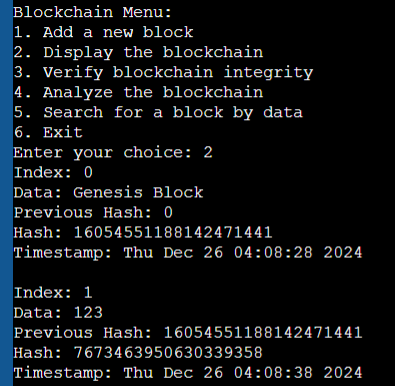 Blockchain Menu:
1. Add a new block
2. Display the blockchain
3. Verify blockchain integrity
4. Analyze the blockchain
5. Search for a block by data
6. Exit
Enter your choice: 2
Index: 0
Data: Genesis Block
Previous Hash: 0
Hash: 16054551188142471441
Timestamp: Thu Dec 26 04:08:28 2024
Index: 1
Data: 123
Previous Hash: 16054551188142471441
Hash: 7673463950630339358
Timestamp: Thu Dec 26 04:08:38 2024